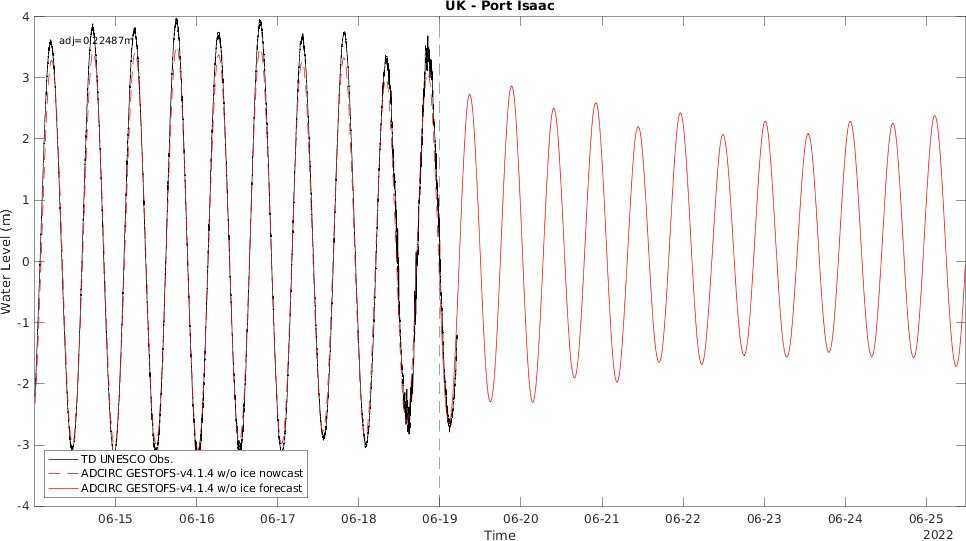 UK - Port Isaac
adj=0.22487m
Water Level (m)
4
3
2
1
0
-1
-2
-3
-4
TD UNESCO Obs.
ADCIRC GESTOFS-v4.1.4 w/o ice nowcast
ADCIRC GESTOFS-v4.1.4 w/o ice forecast
06-15 06-16 06-17 06-18 06-19 06-20 06-21 06-22 06-23 06-24 06-25
Time
2022